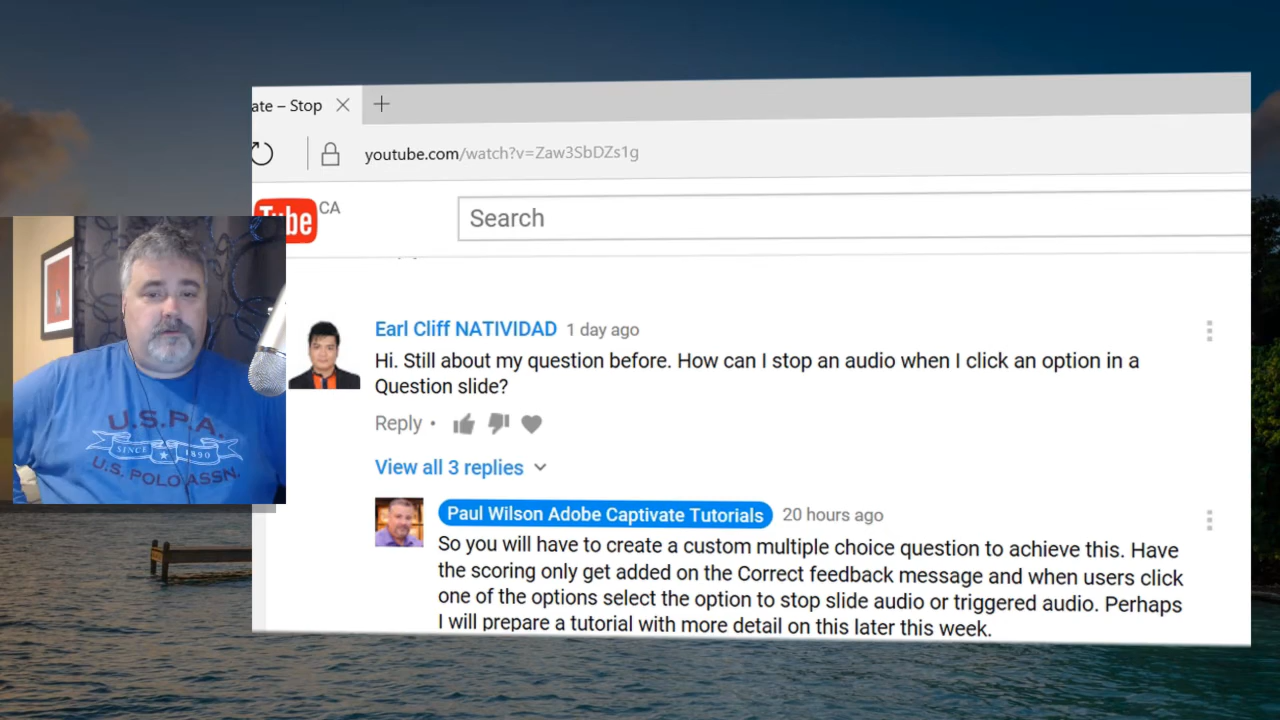 ate – Stop
youtube.com/watch?v=Zaw3SbDZs1g
Tube CA
Search
Earl Cliff NATIVIDAD 1 day ago
Hi. Still about my question before. How can I stop an audio when I click an option in a
Question slide?
Reply •
View all 3 replies
Paul Wilson Adobe Captivate Tutorials 20 hours ago
So you will have to create a custom multiple choice question to achieve this. Have
the scoring only get added on the Correct feedback message and when users click
one of the options select the option to stop slide audio or triggered audio. Perhaps
I will prepare a tutorial with more detail on this later this week.
U.S.P.A.
SINCE 1890
U.S. POLO ASSN.